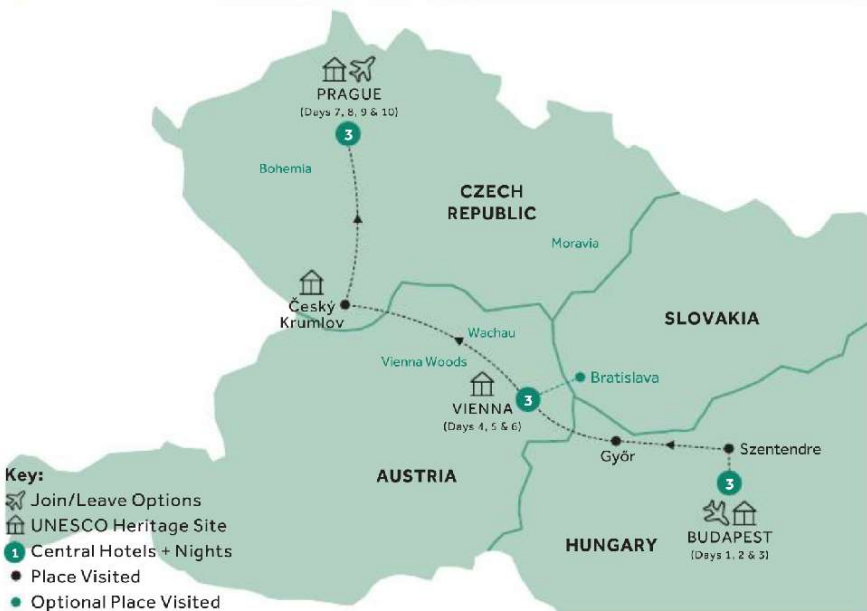 PRAGUE
(Days 7, 8, 9 & 10)
3
Bohemia
CZECH
REPUBLIC
Moravia
Český
Krumlov
SLOVAKIA
Wachau
Vienna Woods
Bratislava
3
VIENNA
(Days 4, 5 & 6)
Győr
Szentendre
AUSTRIA
3
BUDAPEST
(Days 1, 2 & 3)
HUNGARY
Key:
Join/Leave Options
UNESCO Heritage Site
1 Central Hotels + Nights
Place Visited
Optional Place Visited